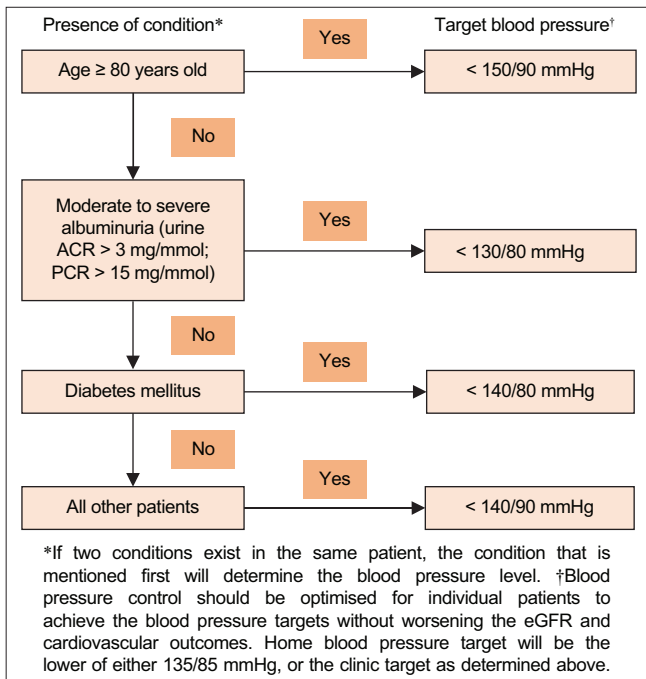 Presence of condition*
Yes
Target blood pressure†
Age ≥ 80 years old
< 150/90 mmHg
No
Moderate to severe
albuminuria (urine
ACR > 3 mg/mmol;
PCR > 15 mg/mmol)
Yes
< 130/80 mmHg
No
Yes
Diabetes mellitus
< 140/80 mmHg
No
Yes
All other patients
< 140/90 mmHg
*If two conditions exist in the same patient, the condition that is
mentioned first will determine the blood pressure level. †Blood
pressure control should be optimised for individual patients to
achieve the blood pressure targets without worsening the eGFR and
cardiovascular outcomes. Home blood pressure target will be the
lower of either 135/85 mmHg, or the clinic target as determined above.